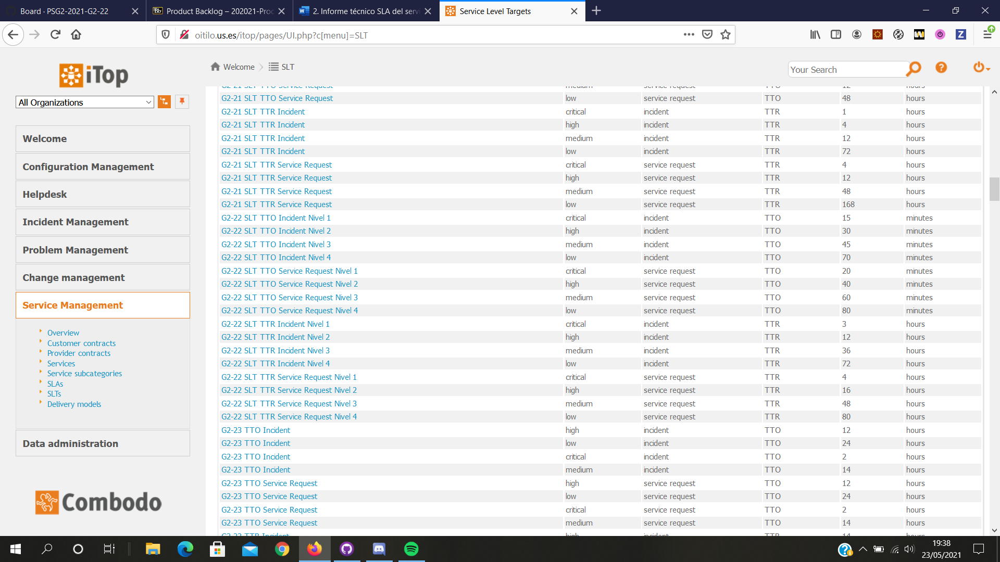 Board · PSG2-2021-G2-22
Bb Product Backlog – 202021-Proc
2. Informe técnico SLA del servi
Service Level Targets
oitilo.us.es/itop/pages/UI.php?c[menu]=SLT
iTop
Welcome
SLT
Your Search
All Organizations
Welcome
Configuration Management
Helpdesk
Incident Management
Problem Management
Change management
Service Management
Overview
Customer contracts
Provider contracts
Services
Service subcategories
SLAs
SLTs
Delivery models
Data administration
Combodo
G2-21 SLT TTO Service Request medium service request TTO 12 hours
G2-21 SLT TTO Service Request low service request TTO 48 hours
G2-21 SLT TTR Incident critical incident TTR 1 hours
G2-21 SLT TTR Incident high incident TTR 4 hours
G2-21 SLT TTR Incident medium incident TTR 12 hours
G2-21 SLT TTR Incident low incident TTR 72 hours
G2-21 SLT TTR Service Request critical service request TTR 4 hours
G2-21 SLT TTR Service Request high service request TTR 12 hours
G2-21 SLT TTR Service Request medium service request TTR 48 hours
G2-21 SLT TTR Service Request low service request TTR 168 hours
G2-22 SLT TTO Incident Nivel 1 critical incident TTO 15 minutes
G2-22 SLT TTO Incident Nivel 2 high incident TTO 30 minutes
G2-22 SLT TTO Incident Nivel 3 medium incident TTO 45 minutes
G2-22 SLT TTO Incident Nivel 4 low incident TTO 70 minutes
G2-22 SLT TTO Service Request Nivel 1 critical service request TTO 20 minutes
G2-22 SLT TTO Service Request Nivel 2 high service request TTO 40 minutes
G2-22 SLT TTO Service Request Nivel 3 medium service request TTO 60 minutes
G2-22 SLT TTO Service Request Nivel 4 low service request TTO 80 minutes
G2-22 SLT TTR Incident Nivel 1 critical incident TTR 3 hours
G2-22 SLT TTR Incident Nivel 2 high incident TTR 12 hours
G2-22 SLT TTR Incident Nivel 3 medium incident TTR 36 hours
G2-22 SLT TTR Incident Nivel 4 low incident TTR 72 hours
G2-22 SLT TTR Service Request Nivel 1 critical service request TTR 4 hours
G2-22 SLT TTR Service Request Nivel 2 high service request TTR 16 hours
G2-22 SLT TTR Service Request Nivel 3 medium service request TTR 48 hours
G2-22 SLT TTR Service Request Nivel 4 low service request TTR 80 hours
G2-23 TTO Incident high incident TTO 12 hours
G2-23 TTO Incident low incident TTO 24 hours
G2-23 TTO Incident critical incident TTO 2 hours
G2-23 TTO Incident medium incident TTO 14 hours
G2-23 TTO Service Request high service request TTO 12 hours
G2-23 TTO Service Request low service request TTO 24 hours
G2-23 TTO Service Request critical service request TTO 2 hours
G2-23 TTO Service Request medium service request TTO 14 hours
G2-23 TTR Incident high incident TTR 14 hours
19:38
23/05/2021